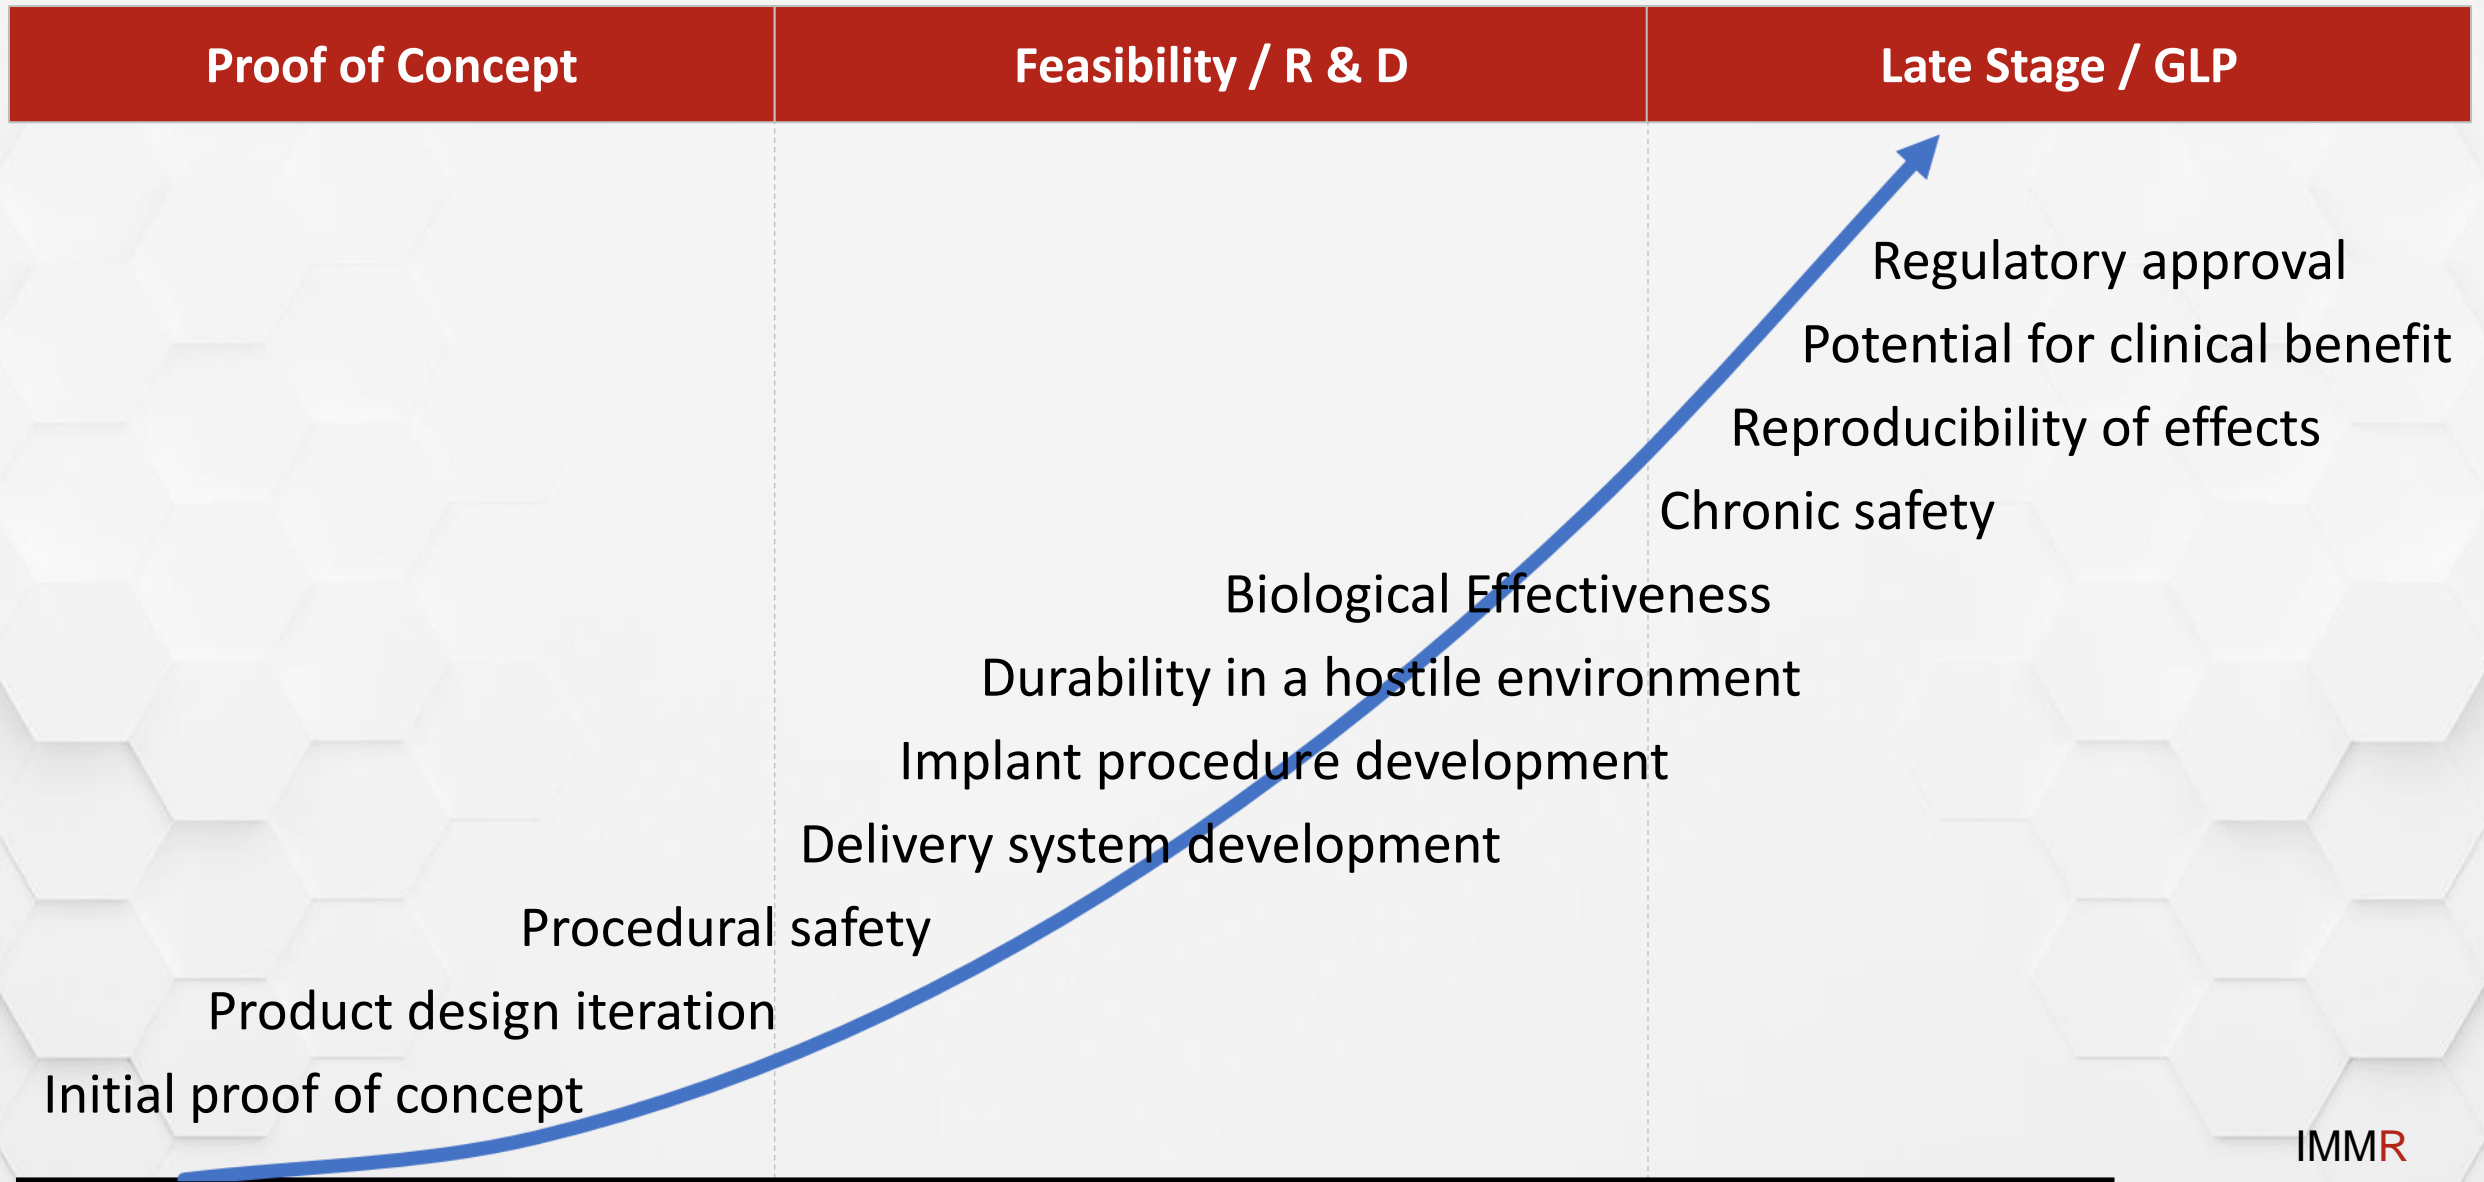 Proof of Concept
Feasibility / R & D
Late Stage / GLP
Regulatory approval
Potential for clinical benefit
Reproducibility of effects
Chronic safety
Biological Effectiveness
Durability in a hostile environment
Implant procedure development
Delivery system development
Procedural safety
Product design iteration
Initial proof of concept
IMMR